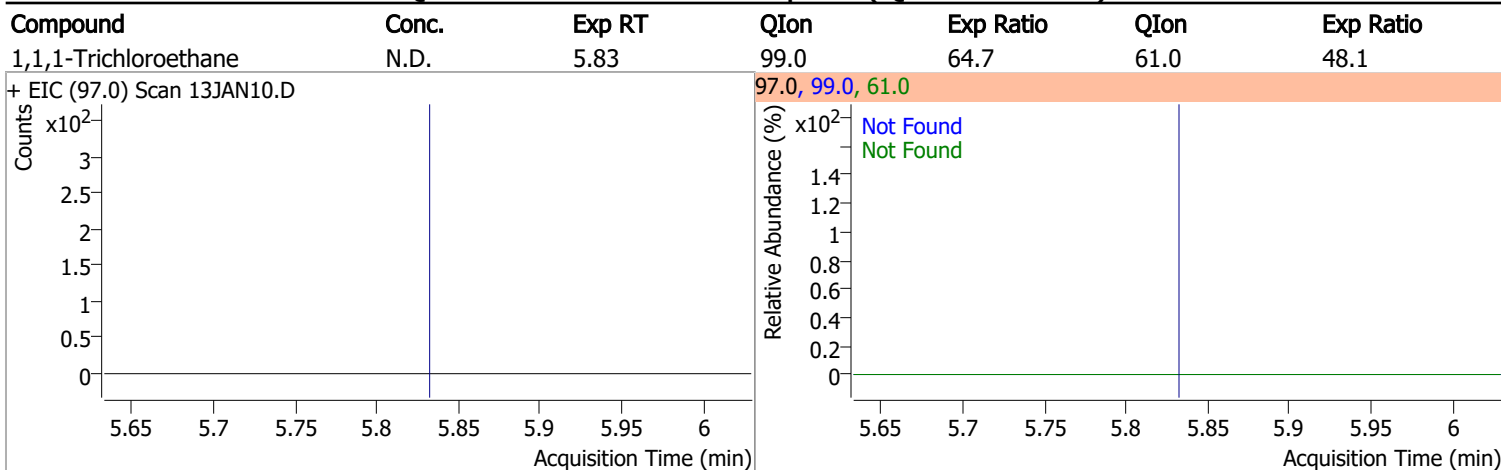 Compound Conc. Exp RT QIon Exp Ratio QIon Exp Ratio
1,1,1-Trichloroethane N.D. 5.83 99.0 64.7 61.0 48.1
+ EIC (97.0) Scan 13JAN10.D
Counts
x10²
3
2.5
2
1.5
1
0.5
0
5.65 5.7 5.75 5.8 5.85 5.9 5.95 6
Acquisition Time (min)
97.0, 99.0, 61.0
Relative Abundance (%)
x10²
Not Found
Not Found
1.4
1.2
1
0.8
0.6
0.4
0.2
0
5.65 5.7 5.75 5.8 5.85 5.9 5.95 6
Acquisition Time (min)